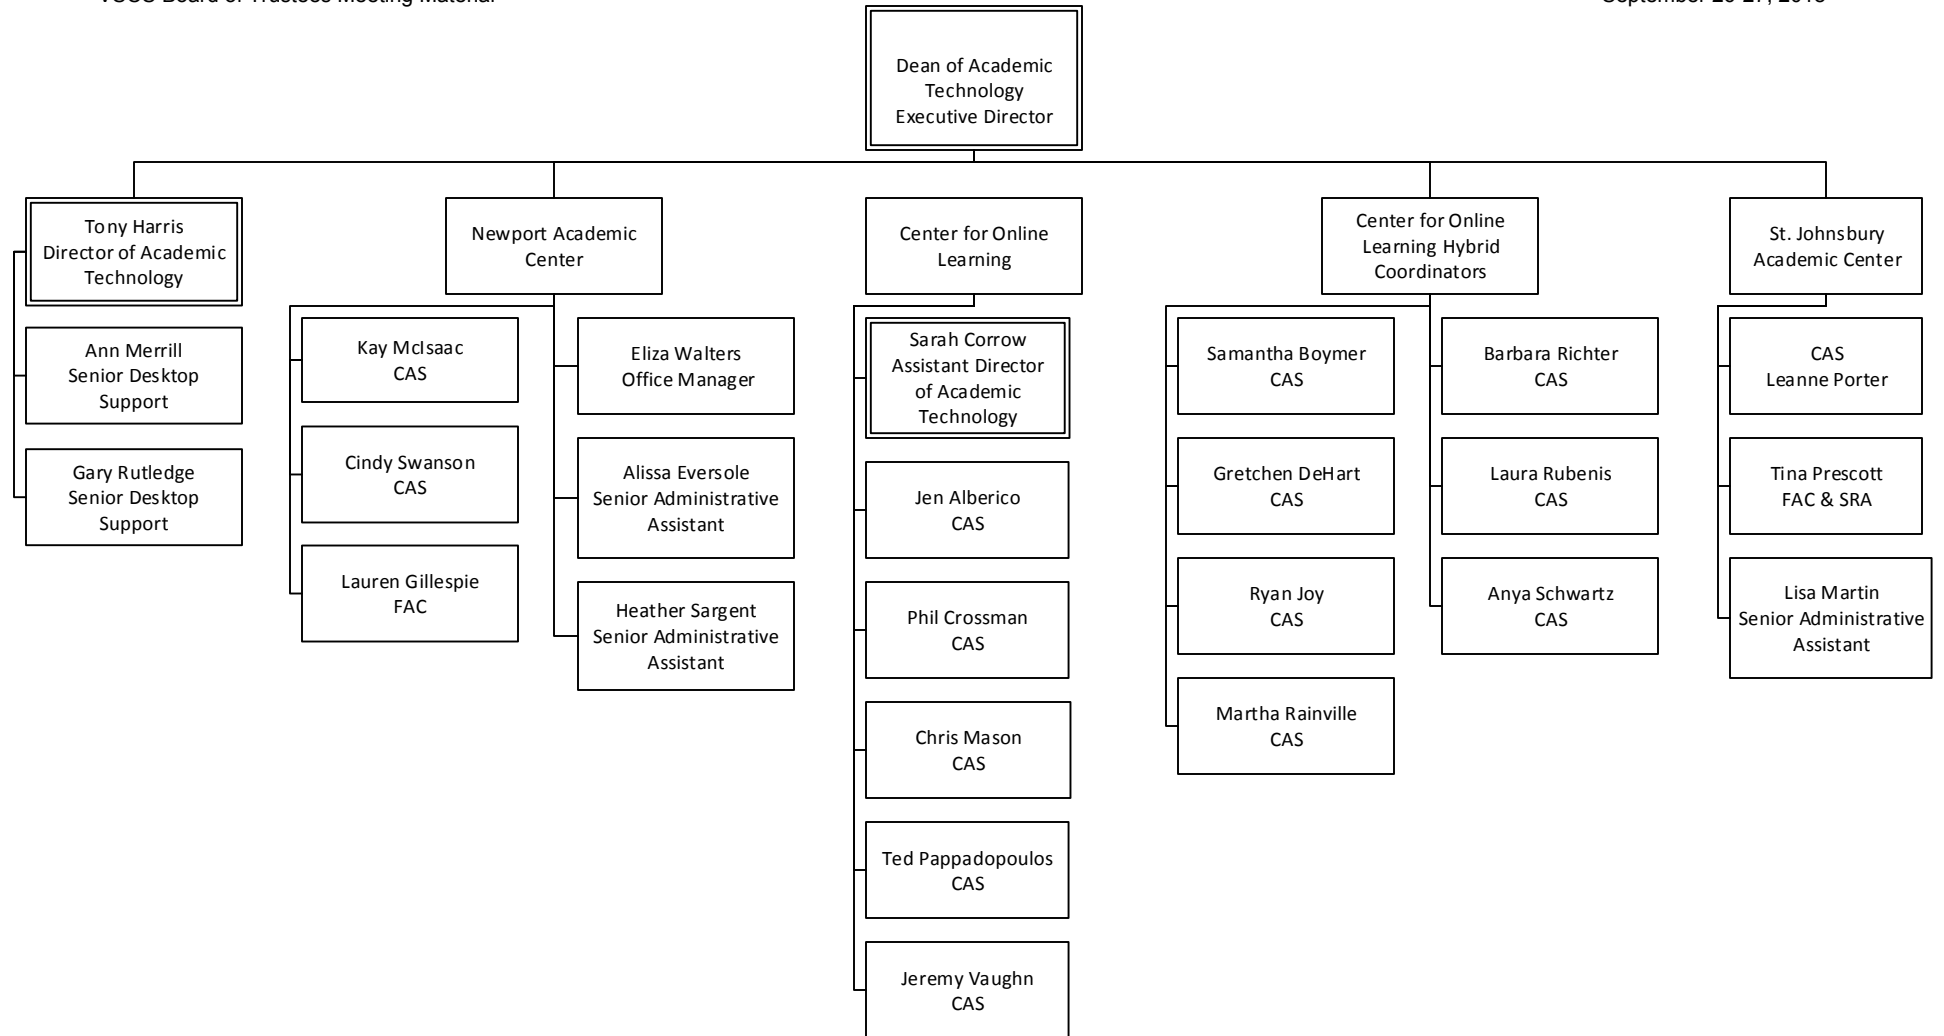 Dean of Academic
Technology
Executive Director
Tony Harris
Director of Academic
Technology
Ann Merrill
Senior Desktop
Support
Gary Rutledge
Senior Desktop
Support
Newport Academic
Center
Kay McIsaac
CAS
Cindy Swanson
CAS
Lauren Gillespie
FAC
Eliza Walters
Office Manager
Alissa Eversole
Senior Administrative
Assistant
Heather Sargent
Senior Administrative
Assistant
Center for Online
Learning
Sarah Corrow
Assistant Director
of Academic
Technology
Jen Alberico
CAS
Phil Crossman
CAS
Chris Mason
CAS
Ted Pappadopoulos
CAS
Jeremy Vaughn
CAS
Center for Online
Learning Hybrid
Coordinators
Samantha Boymer
CAS
Gretchen DeHart
CAS
Ryan Joy
CAS
Martha Rainville
CAS
Barbara Richter
CAS
Laura Rubenis
CAS
Anya Schwartz
CAS
St. Johnsbury
Academic Center
CAS
Leanne Porter
Tina Prescott
FAC & SRA
Lisa Martin
Senior Administrative
Assistant